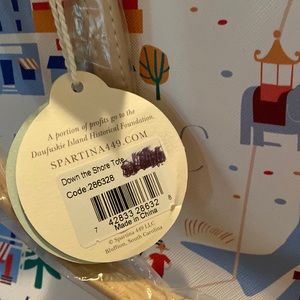 A portion of profits go to the
Daufuskie Island Historical Foundation.
SPARTINA449.COM
Down the Shore Tote
Code:286328
7 42833 28632 8
Made in China
© Spartina 449 LLC
Bluffton, South Carolina